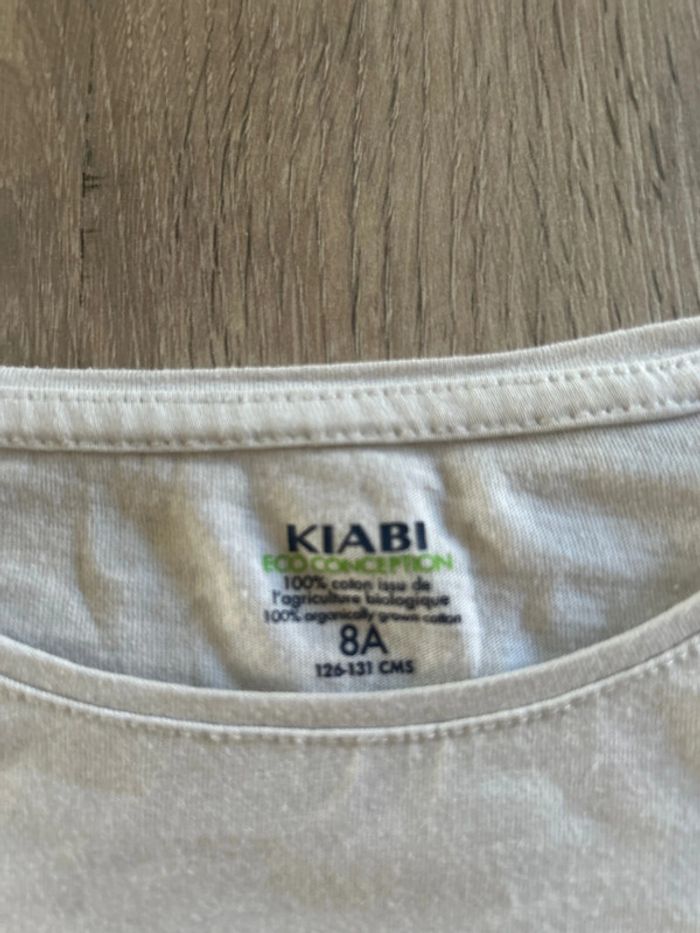 KIABI
ECO CONCEPTION
100% coton issu de
l'agriculture biologique
100% organically grown cotton
8A
126-131 CMS